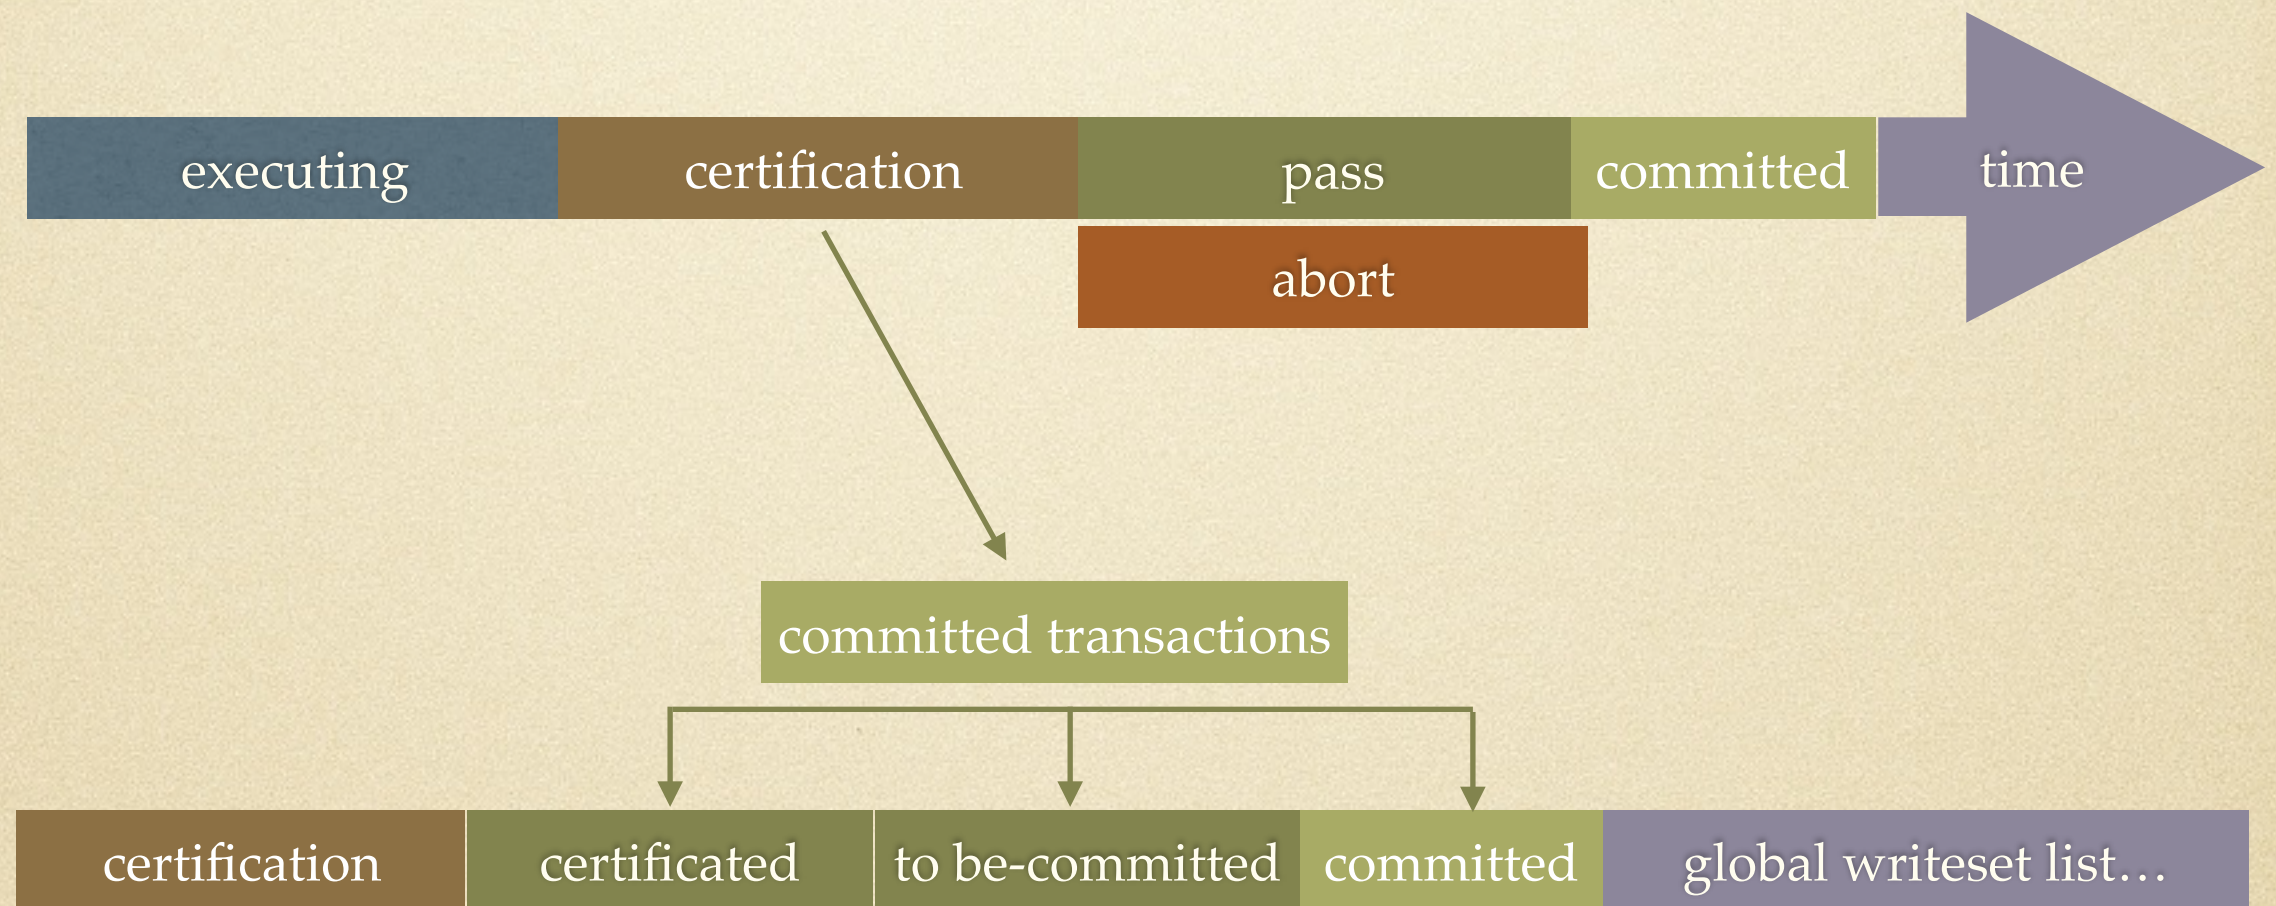 executing certification pass committed time
abort
committed transactions
certification certificated to be-committed committed global writeset list…